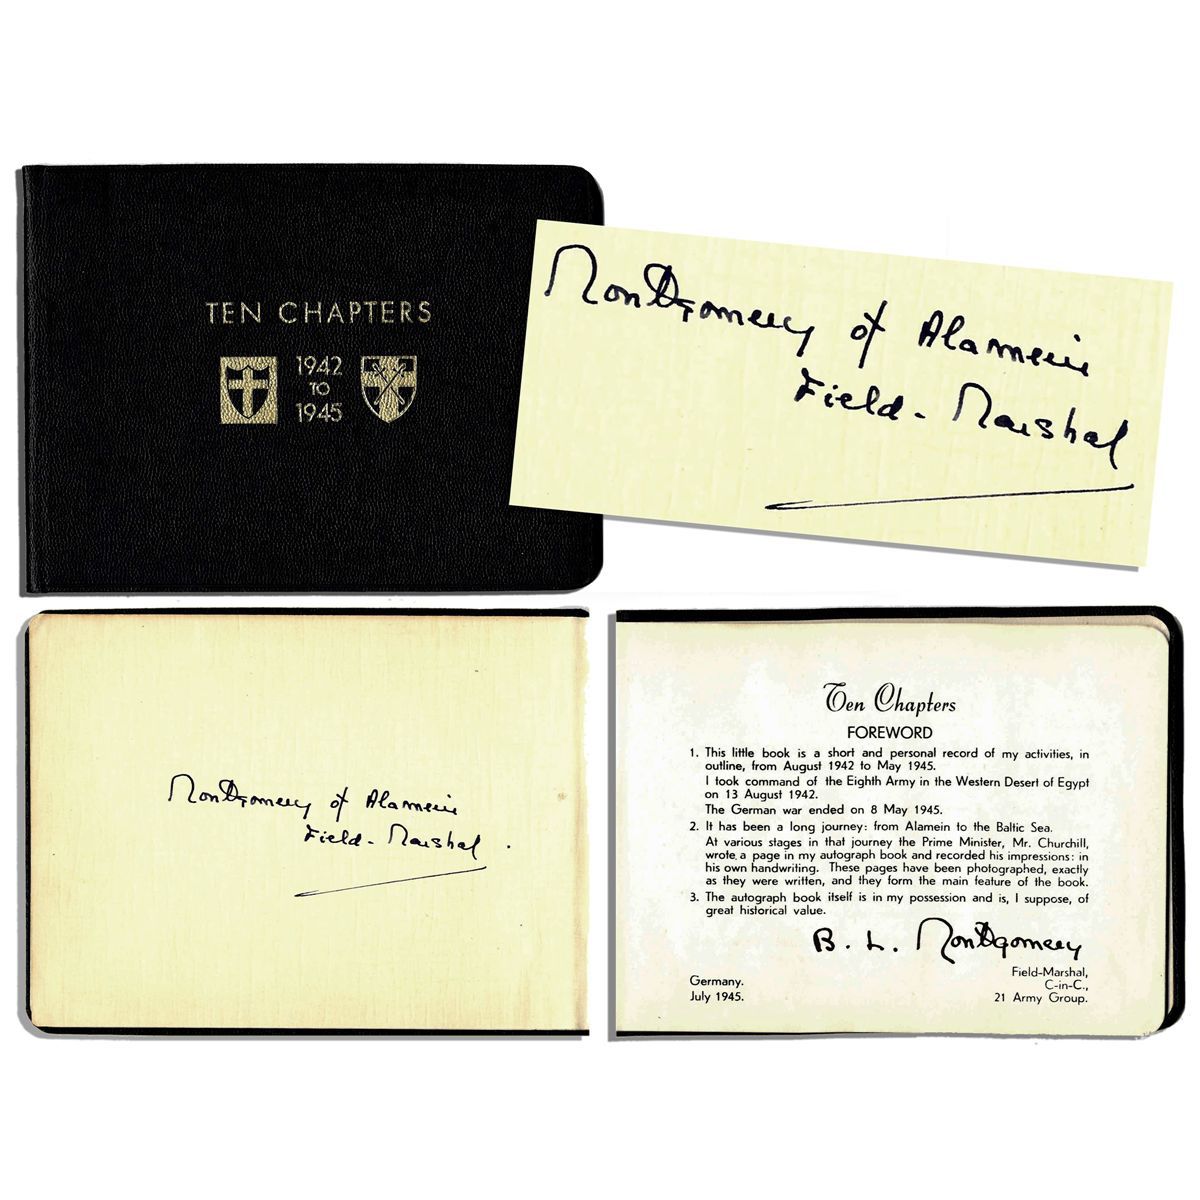 TEN CHAPTERS
1942
TO
1945
Montgomery of Alamein
Field-Marshal
Montgomery of Alamein
Field-Marshal
Ten Chapters
FOREWORD
1. This little book is a short and personal record of my activities, in
outline, from August 1942 to May 1945.
I took command of the Eighth Army in the Western Desert of Egypt
on 13 August 1942.
The German war ended on 8 May 1945.
2. It has been a long journey: from Alamein to the Baltic Sea.
At various stages in that journey the Prime Minister, Mr. Churchill,
wrote a page in my autograph book and recorded his impressions: in
his own handwriting. These pages have been photographed, exactly
as they were written, and they form the main feature of the book.
3. The autograph book itself is in my possession and is, I suppose, of
great historical value.
B. L. Montgomery
Field-Marshal,
C-in-C.,
21 Army Group.
Germany.
July 1945.